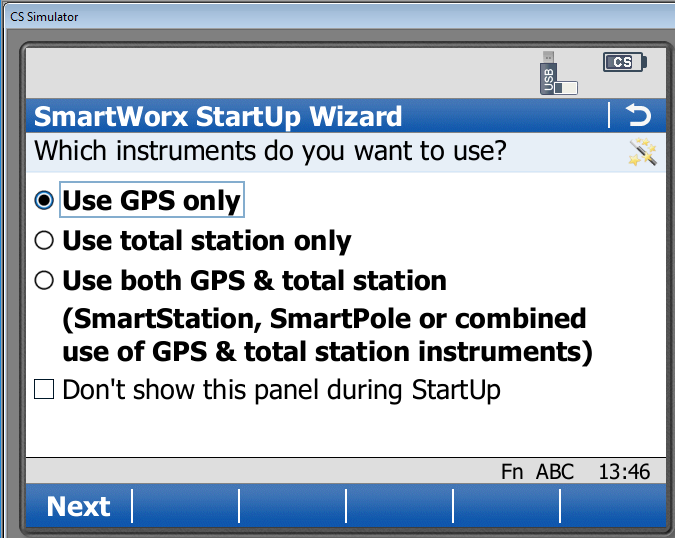 CS Simulator
USB
CS
SmartWorx StartUp Wizard
Which instruments do you want to use?
Use GPS only
Use total station only
Use both GPS & total station
(SmartStation, SmartPole or combined
use of GPS & total station instruments)
Don't show this panel during StartUp
Fn ABC 13:46
Next